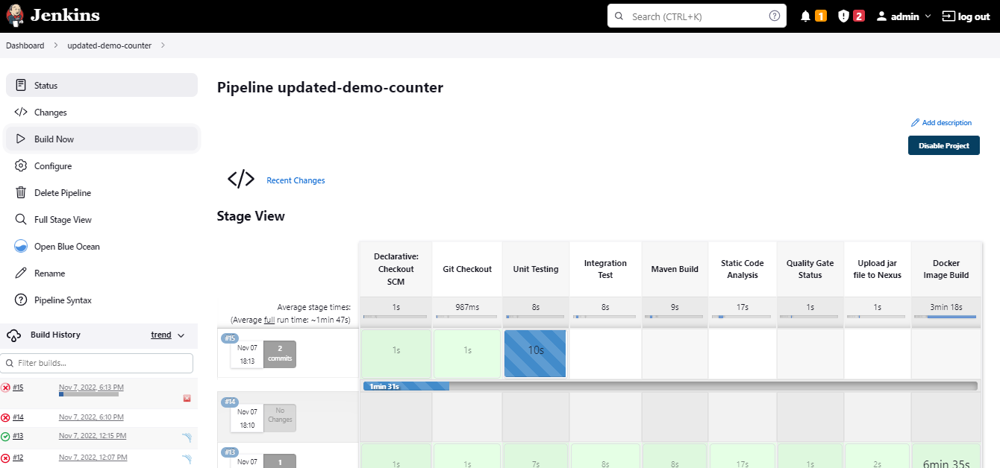 Jenkins
Search (CTRL+K)
1
2
admin
log out
Dashboard
updated-demo-counter
Status
Changes
Build Now
Configure
Delete Pipeline
Full Stage View
Open Blue Ocean
Rename
Pipeline Syntax
Build History
trend
Filter builds...
#15
Nov 7, 2022, 6:13 PM
#14
Nov 7, 2022, 6:10 PM
#13
Nov 7, 2022, 12:15 PM
#12
Nov 7, 2022, 12:07 PM
Pipeline updated-demo-counter
Add description
Disable Project
Recent Changes
Stage View
Declarative:
Checkout
SCM
Git Checkout
Unit Testing
Integration
Test
Maven Build
Static Code
Analysis
Quality Gate
Status
Upload jar
file to Nexus
Docker
Image Build
Average stage times:
(Average full run time: ~1min 47s)
1s
987ms
8s
8s
9s
17s
1s
1s
3min 18s
#15
Nov 07
18:13
2
commits
1s
1s
10s
1min 31s
#14
Nov 07
18:10
No
Changes
#13
Nov 07
1
1s
1s
7s
8s
8s
17s
1s
2s
6min 35s